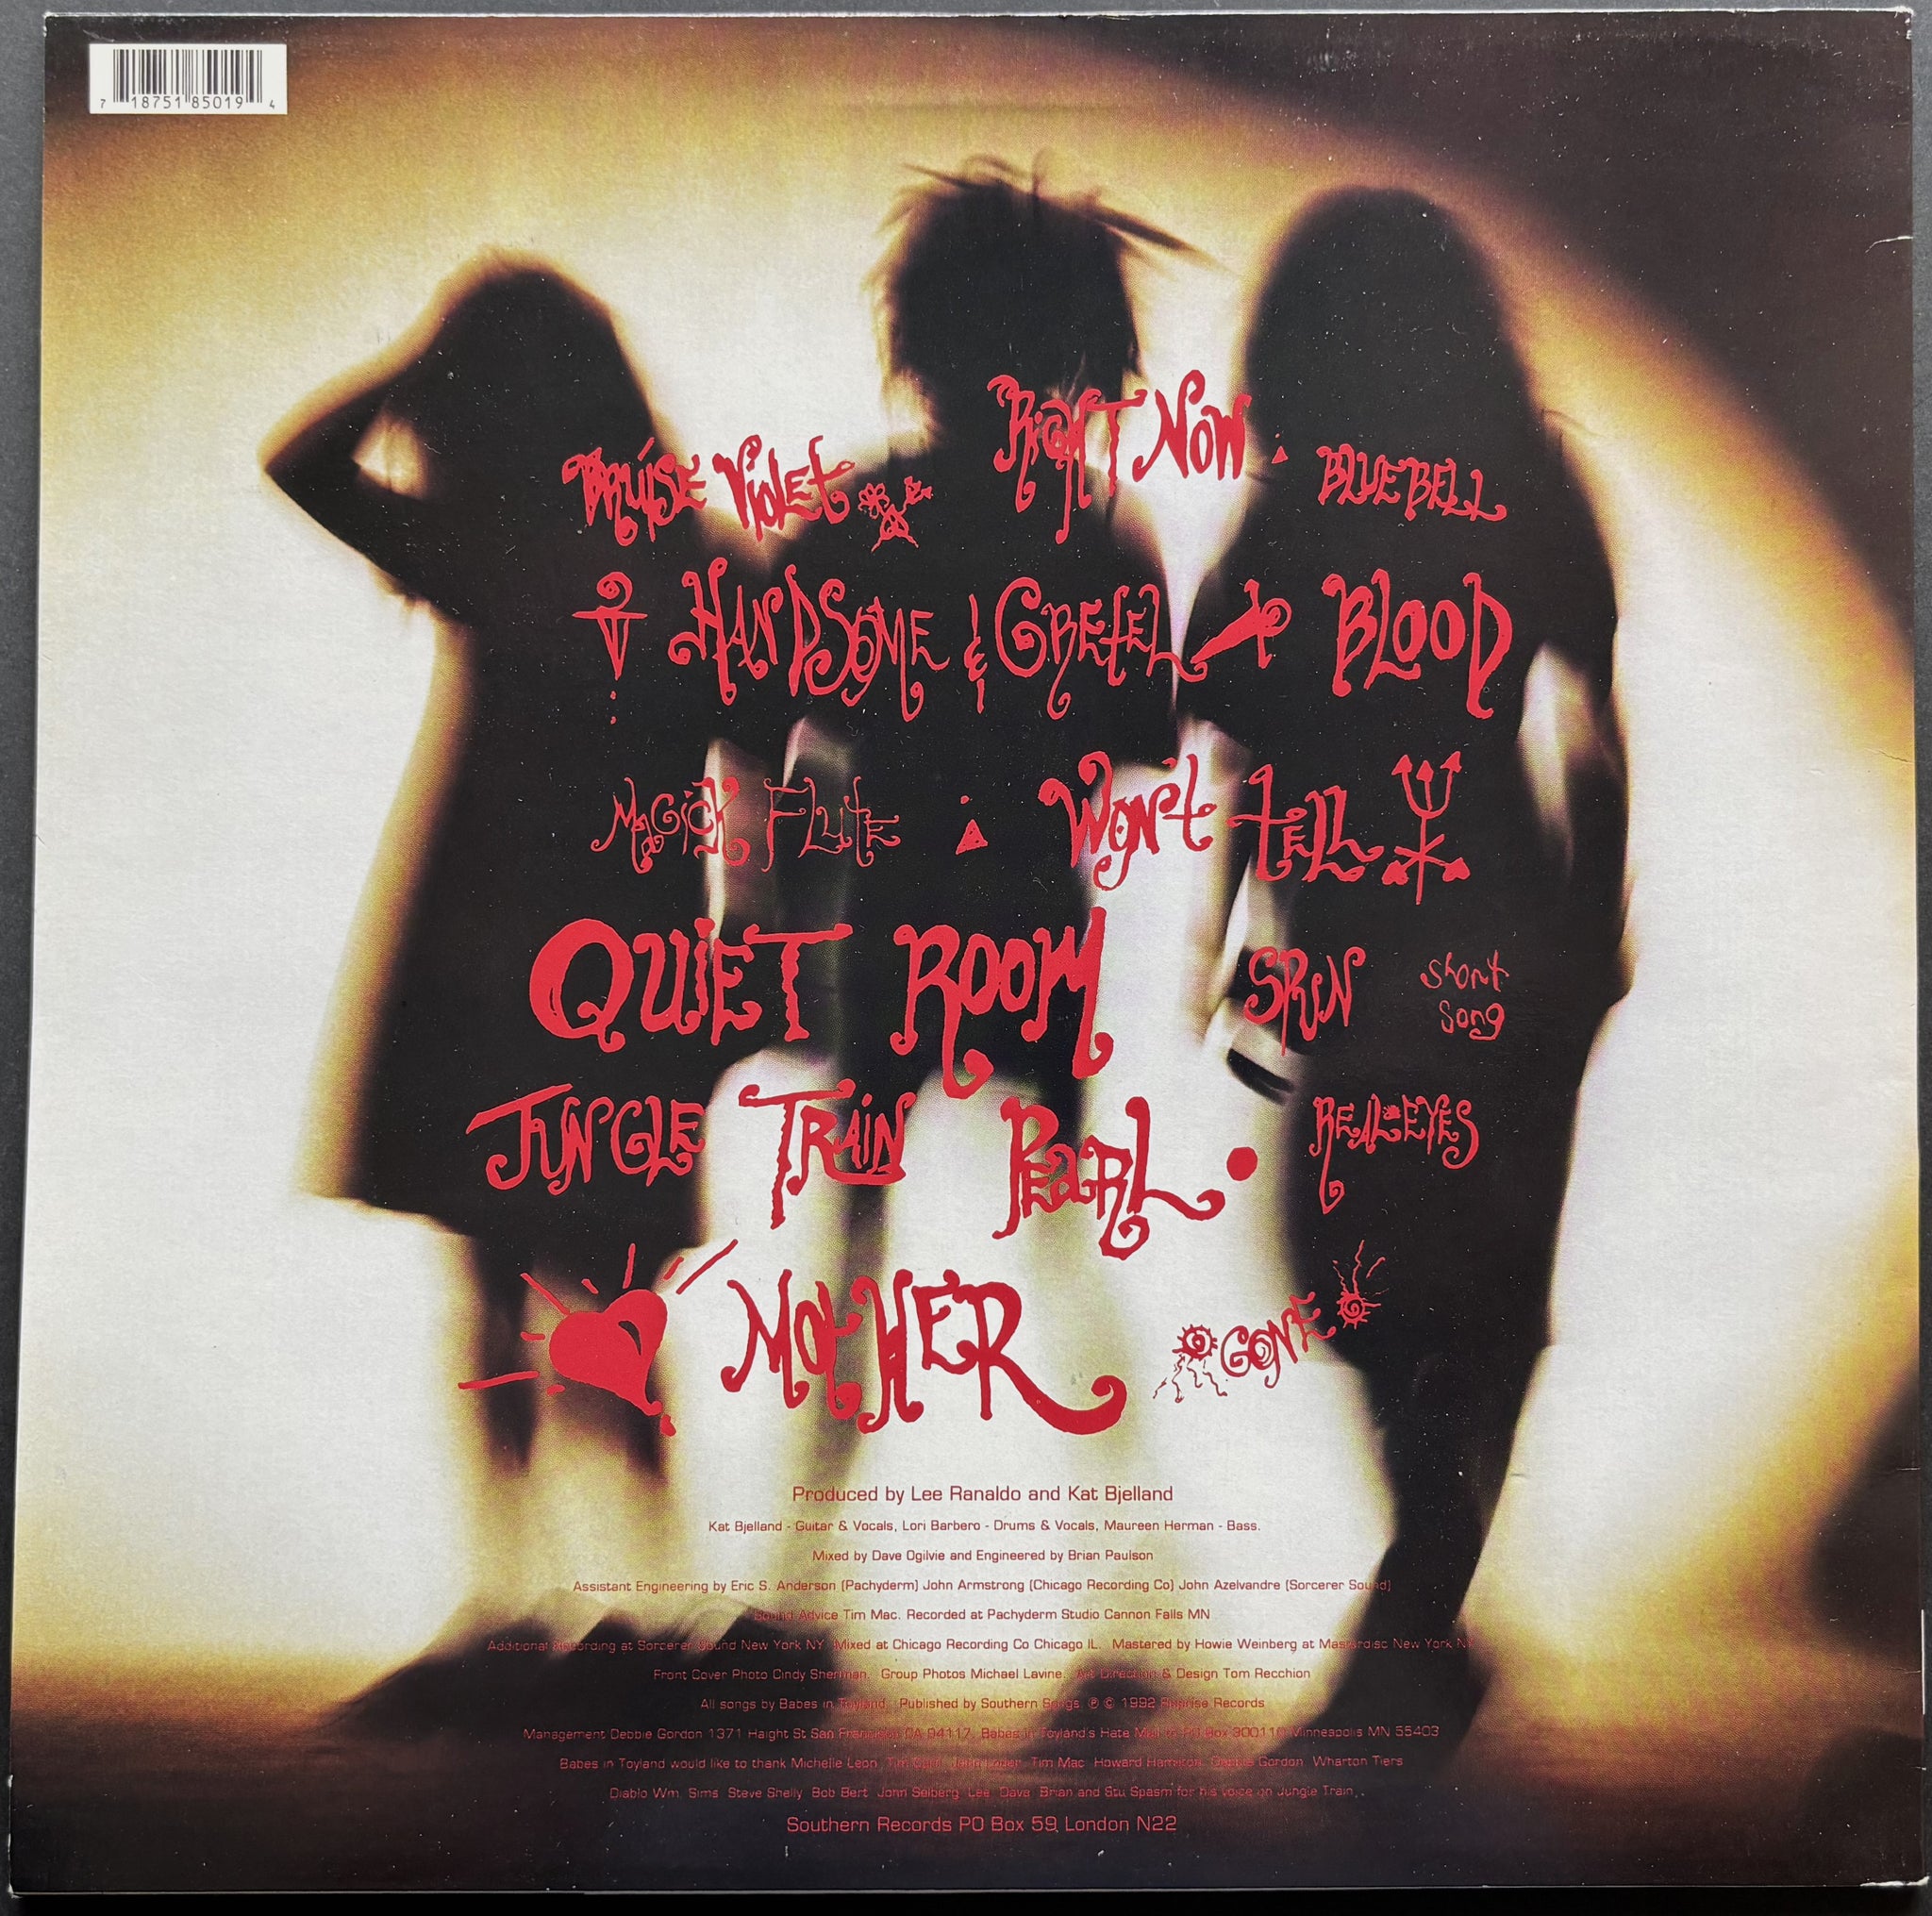 7 18751 85019 4
BRUISE VIOLET RIGHT NOW BLUEBELL
HANDSOME & GRETEL BLOOD
MAGICK FLUTE WON't tELL
QUIET ROOM SPIN short song
JUNGLE TRAIN PEARL REAL EYES
MOtHER GONE
Produced by Lee Ranaldo and Kat Bjelland
Kat Bjelland - Guitar & Vocals, Lori Barbero - Drums & Vocals, Maureen Herman - Bass.
Mixed by Dave Ogilvie and Engineered by Brian Paulson
Assistant Engineering by Eric S. Anderson (Pachyderm) John Armstrong (Chicago Recording Co) John Azelvandre (Sorcerer Sound)
Sound Advice Tim Mac. Recorded at Pachyderm Studio Cannon Falls MN
Additional Recording at Sorcerer Sound New York NY. Mixed at Chicago Recording Co Chicago IL. Mastered by Howie Weinberg at Masterdisc New York NY
Front Cover Photo Cindy Sherman. Group Photos Michael Lavine. Art Direction & Design Tom Recchion
All songs by Babes in Toyland. Published by Southern Songs. ℗ © 1992 Reprise Records
Management Debbie Gordon 1371 Haight St San Francisco CA 94117. Babes in Toyland's Hate Mail to PO Box 300110 Minneapolis MN 55403
Babes in Toyland would like to thank Michelle Leon, Tim Carr, Tim Mac, Howard Hamilton, Debbie Gordon, Wharton Tiers
Diablo Wm. Sims Steve Shelly Bob Bert John Selberg Lee Dave Brian and Stu Spasm for his voice on Jungle Train.
Southern Records PO Box 59 London N22